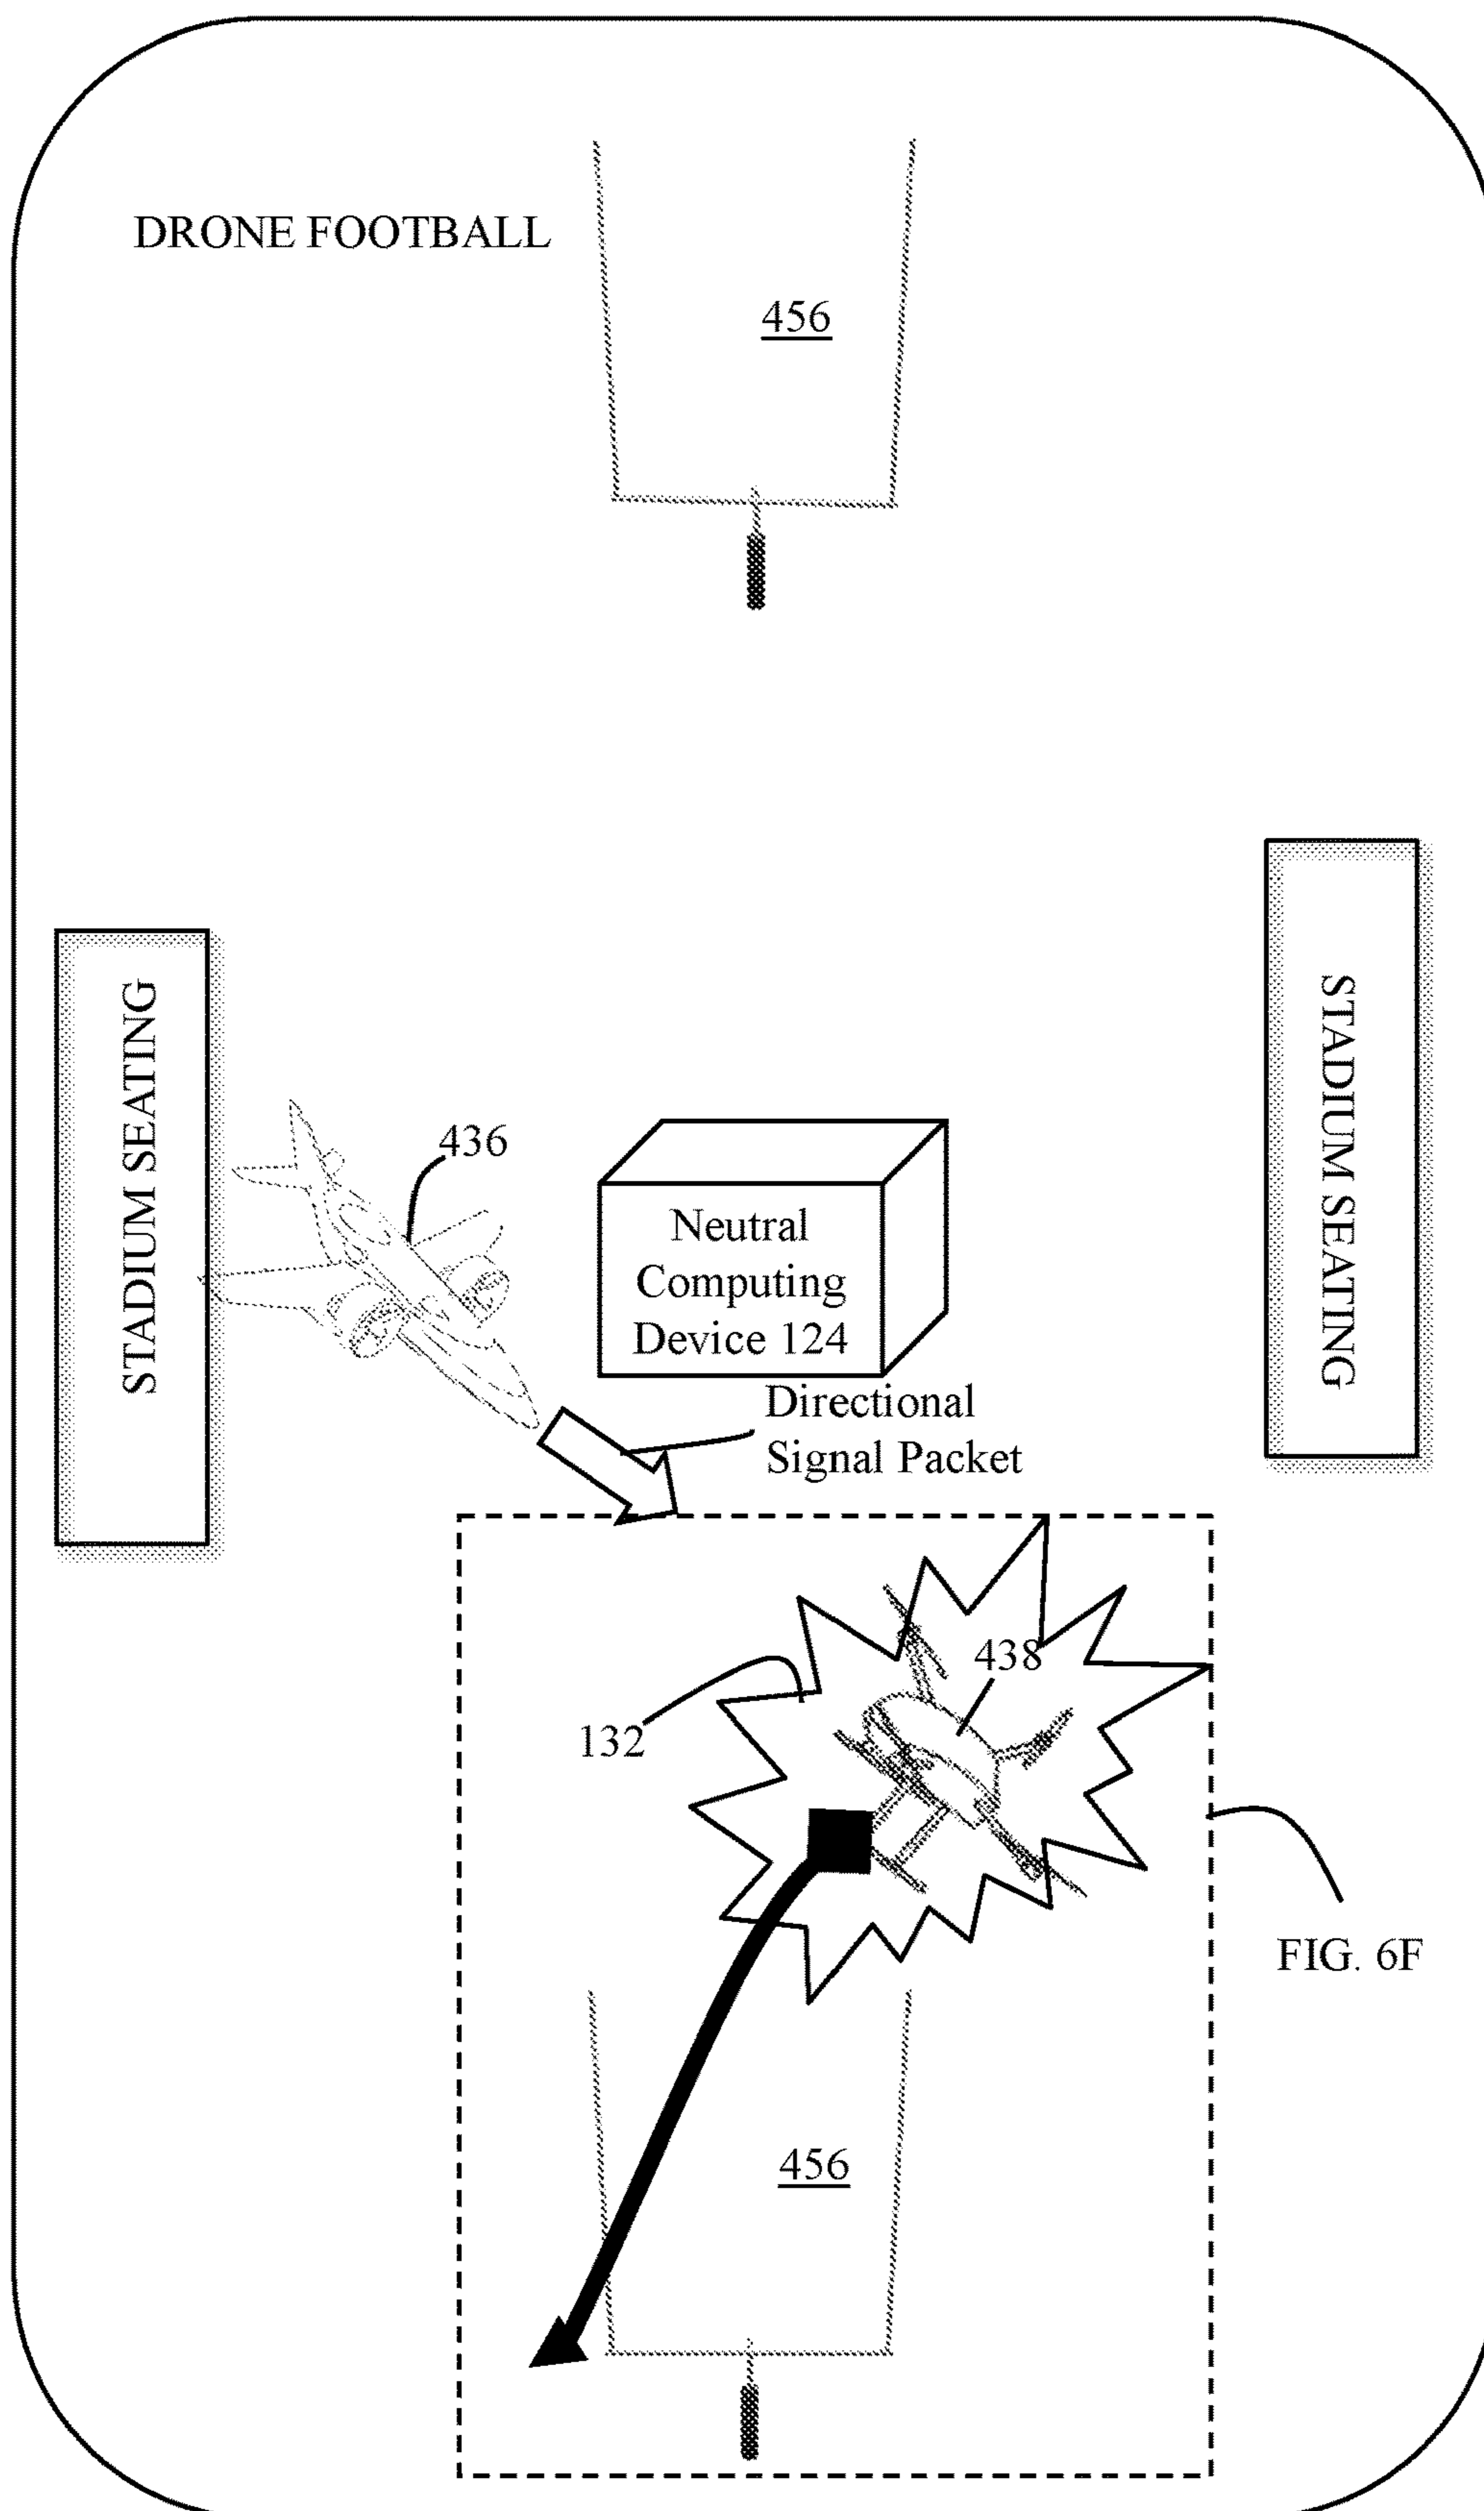 DRONE FOOTBALL
456
STADIUM SEATING
STADIUM SEATING
436
Neutral
Computing
Device 124
Directional
Signal Packet
438
132
FIG. 6F
456